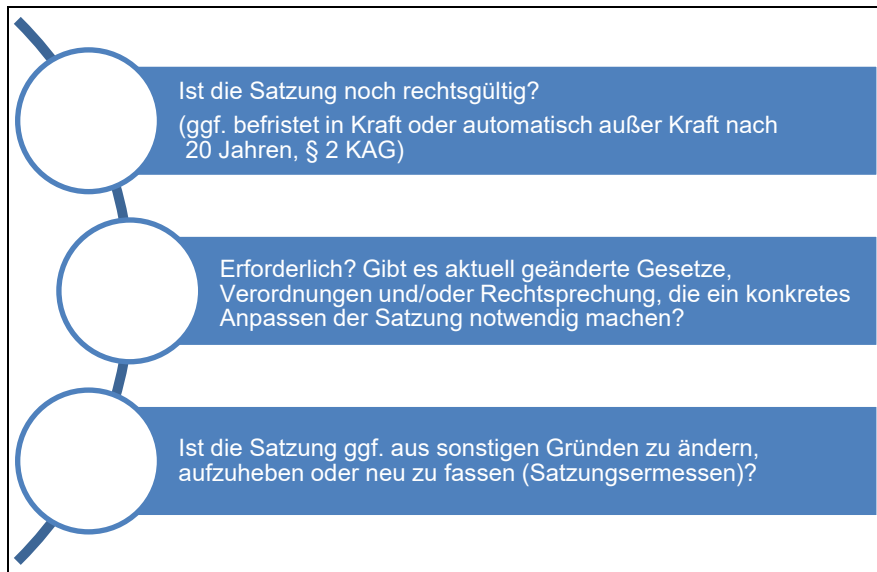 Ist die Satzung noch rechtsgültig?
(ggf. befristet in Kraft oder automatisch außer Kraft nach
20 Jahren, § 2 KAG)
Erforderlich? Gibt es aktuell geänderte Gesetze,
Verordnungen und/oder Rechtsprechung, die ein konkretes
Anpassen der Satzung notwendig machen?
Ist die Satzung ggf. aus sonstigen Gründen zu ändern,
aufzuheben oder neu zu fassen (Satzungsermessen)?